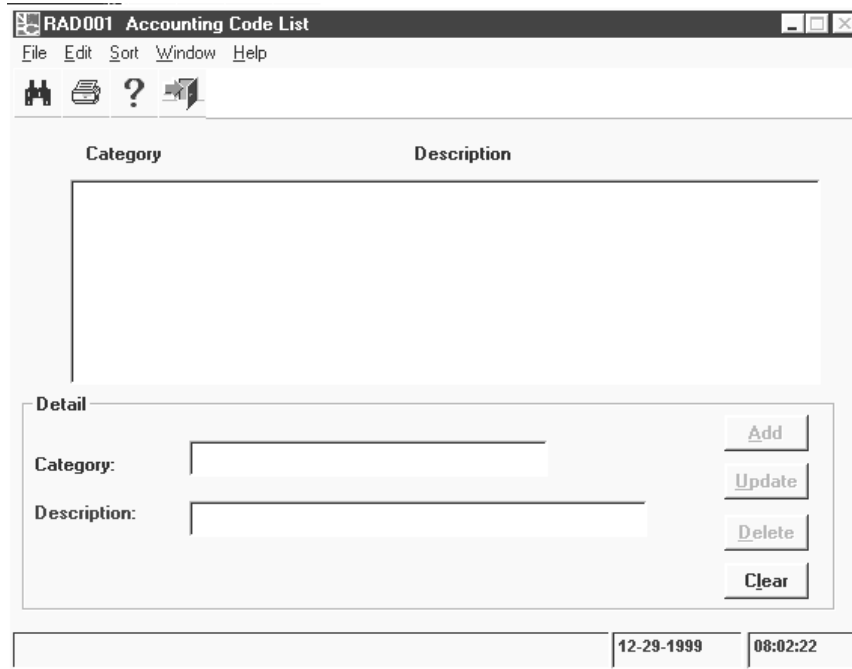 RAD001 Accounting Code List
File Edit Sort Window Help
Category Description
Detail
Category:
Description:
Add
Update
Delete
Clear
12-29-1999 08:02:22